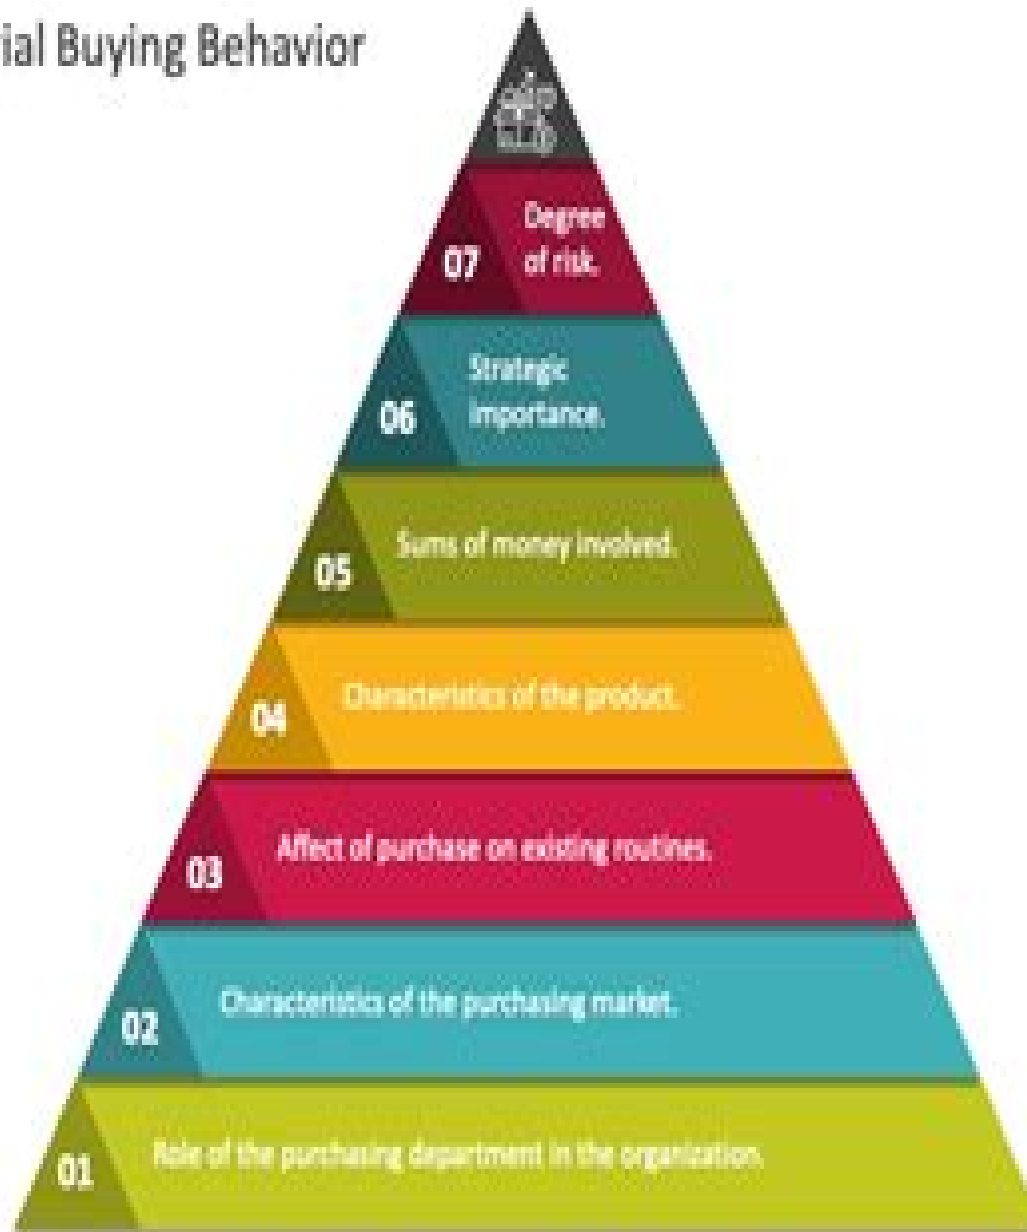 ial Buying Behavior
Degree
of risk.
07
Strategic
importance.
06
Sums of money involved.
05
Characteristics of the product.
04
Affect of purchase on existing routines.
03
Characteristics of the purchasing market.
02
Role of the purchasing department in the organization.
01